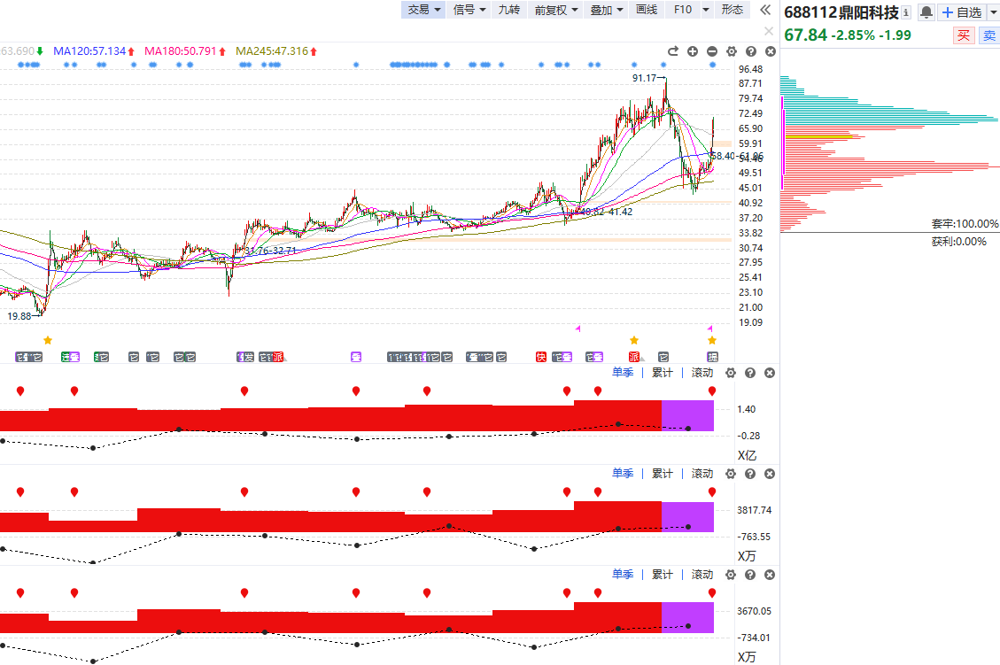 交易 信号 九转 前复权 叠加 画线 F10 形态
688112鼎阳科技 自选
67.84 -2.85% -1.99 买 卖
63.690 MA120:57.134 MA180:50.791 MA245:47.316
96.48
91.17
87.71
79.74
72.49
65.90
59.91
58.40-61.06
54.46
49.51
45.01
40.92
41.42
37.20
33.82
31.76-32.71
30.74
27.95
25.41
23.10
21.00
19.88
19.09
套牢:100.00%
获利:0.00%
单季 累计 滚动
1.40
-0.28
X亿
单季 累计 滚动
3817.74
-763.55
X万
单季 累计 滚动
3670.05
-734.01
X万